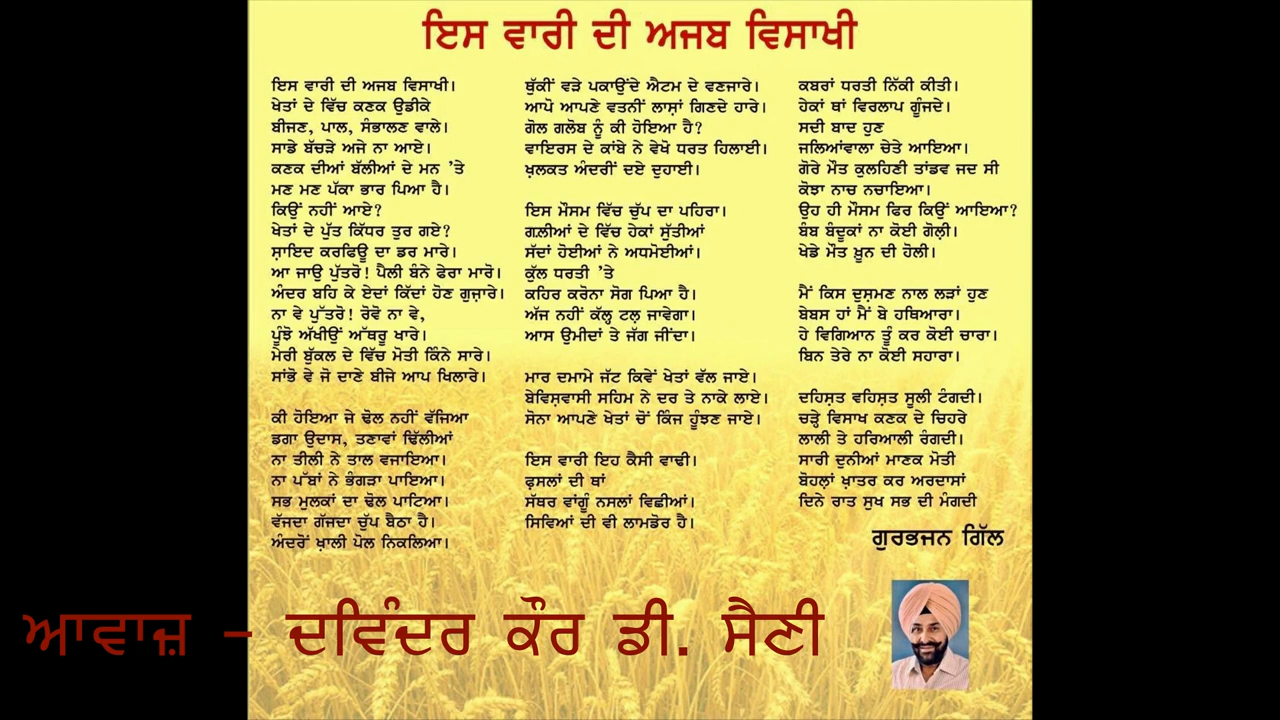 ਇਸ ਵਾਰੀ ਦੀ ਅਜਬ ਵਿਸਾਖੀ
ਇਸ ਵਾਰੀ ਦੀ ਅਜਬ ਵਿਸਾਖੀ।
ਖੇਤਾਂ ਦੇ ਵਿੱਚ ਕਣਕ ਉਡੀਕੇ
ਬੀਜਣ, ਪਾਲ, ਸੰਭਾਲਣ ਵਾਲੇ।
ਸਾਡੇ ਬੱਚੜੇ ਅਜੇ ਨਾ ਆਏ।
ਕਣਕ ਦੀਆਂ ਬੱਲੀਆਂ ਦੇ ਮਨ ’ਤੇ
ਮਣ ਮਣ ਪੱਕਾ ਭਾਰ ਪਿਆ ਹੈ।
ਕਿਉਂ ਨਹੀਂ ਆਏ?
ਖੇਤਾਂ ਦੇ ਪੁੱਤ ਕਿੱਧਰ ਤੁਰ ਗਏ?
ਸ਼ਾਇਦ ਕਰਫਿਊ ਦਾ ਡਰ ਮਾਰੇ।
ਆ ਜਾਉ ਪੁੱਤਰੋ! ਪੈਲੀ ਬੰਨੇ ਫੇਰਾ ਮਾਰੋ।
ਅੰਦਰ ਬਹਿ ਕੇ ਏਦਾਂ ਕਿੱਦਾਂ ਹੋਣ ਗੁਜ਼ਾਰੇ।
ਨਾ ਵੇ ਪੁੱਤਰੋ! ਰੋਵੋ ਨਾ ਵੇ,
ਪੂੰਝੋ ਅੱਖੀਉਂ ਅੱਥਰੂ ਖਾਰੇ।
ਮੇਰੀ ਬੁੱਕਲ ਦੇ ਵਿੱਚ ਮੋਤੀ ਕਿੰਨੇ ਸਾਰੇ।
ਸਾਂਭੋ ਵੇ ਜੋ ਦਾਣੇ ਬੀਜੇ ਆਪ ਖਿਲਾਰੇ।
ਕੀ ਹੋਇਆ ਜੇ ਢੋਲ ਨਹੀਂ ਵੱਜਿਆ
ਡਗਾ ਉਦਾਸ, ਤਣਾਵਾਂ ਢਿੱਲੀਆਂ
ਨਾ ਤੀਲੀ ਨੇ ਤਾਲ ਵਜਾਇਆ।
ਨਾ ਪੱਬਾਂ ਨੇ ਭੰਗੜਾ ਪਾਇਆ।
ਸਭ ਮੁਲਕਾਂ ਦਾ ਢੋਲ ਪਾਟਿਆ।
ਵੱਜਦਾ ਗੱਜਦਾ ਚੁੱਪ ਬੈਠਾ ਹੈ।
ਅੰਦਰੋਂ ਖ਼ਾਲੀ ਪੋਲ ਨਿਕਲਿਆ।
ਥੁੱਕੀਂ ਵੜੇ ਪਕਾਉਂਦੇ ਐਟਮ ਦੇ ਵਣਜਾਰੇ।
ਆਪੋ ਆਪਣੇ ਵਤਨੀਂ ਲਾਸ਼ਾਂ ਗਿਣਦੇ ਹਾਰੇ।
ਗੋਲ ਗਲੋਬ ਨੂੰ ਕੀ ਹੋਇਆ ਹੈ?
ਵਾਇਰਸ ਦੇ ਕਾਂਬੇ ਨੇ ਵੇਖੋ ਧਰਤ ਹਿਲਾਈ।
ਖ਼ਲਕਤ ਅੰਦਰੀਂ ਦਏ ਦੁਹਾਈ।
ਇਸ ਮੌਸਮ ਵਿੱਚ ਚੁੱਪ ਦਾ ਪਹਿਰਾ।
ਗਲ਼ੀਆਂ ਦੇ ਵਿੱਚ ਹੇਕਾਂ ਸੁੱਤੀਆਂ
ਸੱਦਾਂ ਹੋਈਆਂ ਨੇ ਅਧਮੋਈਆਂ।
ਕੁੱਲ ਧਰਤੀ ’ਤੇ
ਕਹਿਰ ਕਰੋਨਾ ਸੋਗ ਪਿਆ ਹੈ।
ਅੱਜ ਨਹੀਂ ਕੱਲ੍ਹ ਟਲ਼ ਜਾਵੇਗਾ।
ਆਸ ਉਮੀਦਾਂ ਤੇ ਜੱਗ ਜੀਂਦਾ।
ਮਾਰ ਦਮਾਮੇ ਜੱਟ ਕਿਵੇਂ ਖੇਤਾਂ ਵੱਲ ਜਾਏ।
ਬੇਵਿਸ਼ਵਾਸੀ ਸਹਿਮ ਨੇ ਦਰ ਤੇ ਨਾਕੇ ਲਾਏ।
ਸੋਨਾ ਆਪਣੇ ਖੇਤਾਂ ਚੋਂ ਕਿੰਜ ਹੂੰਝਣ ਜਾਏ।
ਇਸ ਵਾਰੀ ਇਹ ਕੈਸੀ ਵਾਢੀ।
ਫ਼ਸਲਾਂ ਦੀ ਥਾਂ
ਸੱਥਰ ਵਾਂਗੂੰ ਨਸਲਾਂ ਵਿਛੀਆਂ।
ਸਿਵਿਆਂ ਦੀ ਵੀ ਲਾਮਡੋਰ ਹੈ।
ਕਬਰਾਂ ਧਰਤੀ ਨਿੱਕੀ ਕੀਤੀ।
ਹੇਕਾਂ ਥਾਂ ਵਿਰਲਾਪ ਗੂੰਜਦੇ।
ਸਦੀ ਬਾਦ ਹੁਣ
ਜਲਿਆਂਵਾਲਾ ਚੇਤੇ ਆਇਆ।
ਗੋਰੇ ਮੌਤ ਕੁਲਹਿਣੀ ਤਾਂਡਵ ਜਦ ਸੀ
ਕੋਝਾ ਨਾਚ ਨਚਾਇਆ।
ਉਹ ਹੀ ਮੌਸਮ ਫਿਰ ਕਿਉਂ ਆਇਆ?
ਬੰਬ ਬੰਦੂਕਾਂ ਨਾ ਕੋਈ ਗੋਲੀ।
ਖੇਡੇ ਮੌਤ ਖ਼ੂਨ ਦੀ ਹੋਲੀ।
ਮੈਂ ਕਿਸ ਦੁਸ਼ਮਣ ਨਾਲ ਲੜਾਂ ਹੁਣ
ਬੇਬਸ ਹਾਂ ਮੈਂ ਬੇ ਹਥਿਆਰਾ।
ਹੇ ਵਿਗਿਆਨ ਤੂੰ ਕਰ ਕੋਈ ਚਾਰਾ।
ਬਿਨ ਤੇਰੇ ਨਾ ਕੋਈ ਸਹਾਰਾ।
ਦਹਿਸ਼ਤ ਵਹਿਸ਼ਤ ਸੂਲੀ ਟੰਗਦੀ।
ਚੜ੍ਹੇ ਵਿਸਾਖ ਕਣਕ ਦੇ ਚਿਹਰੇ
ਲਾਲੀ ਤੇ ਹਰਿਆਲੀ ਰੰਗਦੀ।
ਸਾਰੀ ਦੁਨੀਆਂ ਮਾਣਕ ਮੋਤੀ
ਬੋਹਲਾਂ ਖ਼ਾਤਰ ਕਰ ਅਰਦਾਸਾਂ
ਦਿਨੇ ਰਾਤ ਸੁਖ ਸਭ ਦੀ ਮੰਗਦੀ
ਗੁਰਭਜਨ ਗਿੱਲ
ਆਵਾਜ਼ – ਦਵਿੰਦਰ ਕੌਰ ਡੀ. ਸੈਣੀ